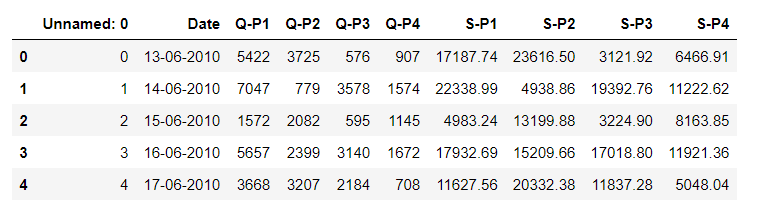 Unnamed: 0 Date Q-P1 Q-P2 Q-P3 Q-P4 S-P1 S-P2 S-P3 S-P4
0 0 13-06-2010 5422 3725 576 907 17187.74 23616.50 3121.92 6466.91
1 1 14-06-2010 7047 779 3578 1574 22338.99 4938.86 19392.76 11222.62
2 2 15-06-2010 1572 2082 595 1145 4983.24 13199.88 3224.90 8163.85
3 3 16-06-2010 5657 2399 3140 1672 17932.69 15209.66 17018.80 11921.36
4 4 17-06-2010 3668 3207 2184 708 11627.56 20332.38 11837.28 5048.04